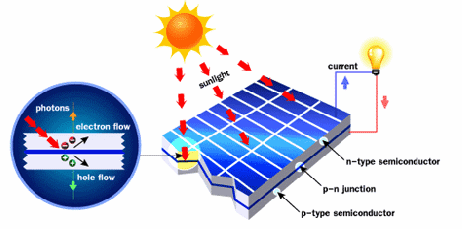 sunlight
current
photons
electron flow
hole flow
n-type semiconductor
p-n junction
p-type semiconductor